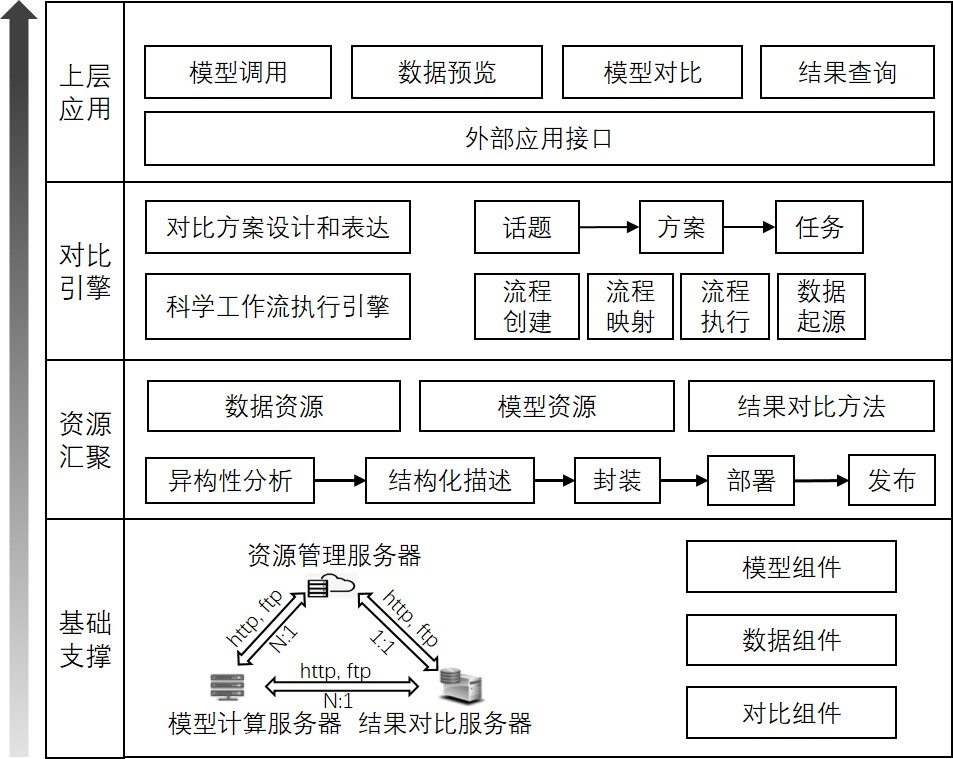 上层
应用
模型调用
数据预览
模型对比
结果查询
外部应用接口
对比
引擎
对比方案设计和表达
话题
方案
任务
科学工作流执行引擎
流程
创建
流程
映射
流程
执行
数据
起源
资源
汇聚
数据资源
模型资源
结果对比方法
异构性分析
结构化描述
封装
部署
发布
基础
支撑
资源管理服务器
http, ftp
N:1
http, ftp
1:1
http, ftp
N:1
模型计算服务器
结果对比服务器
模型组件
数据组件
对比组件